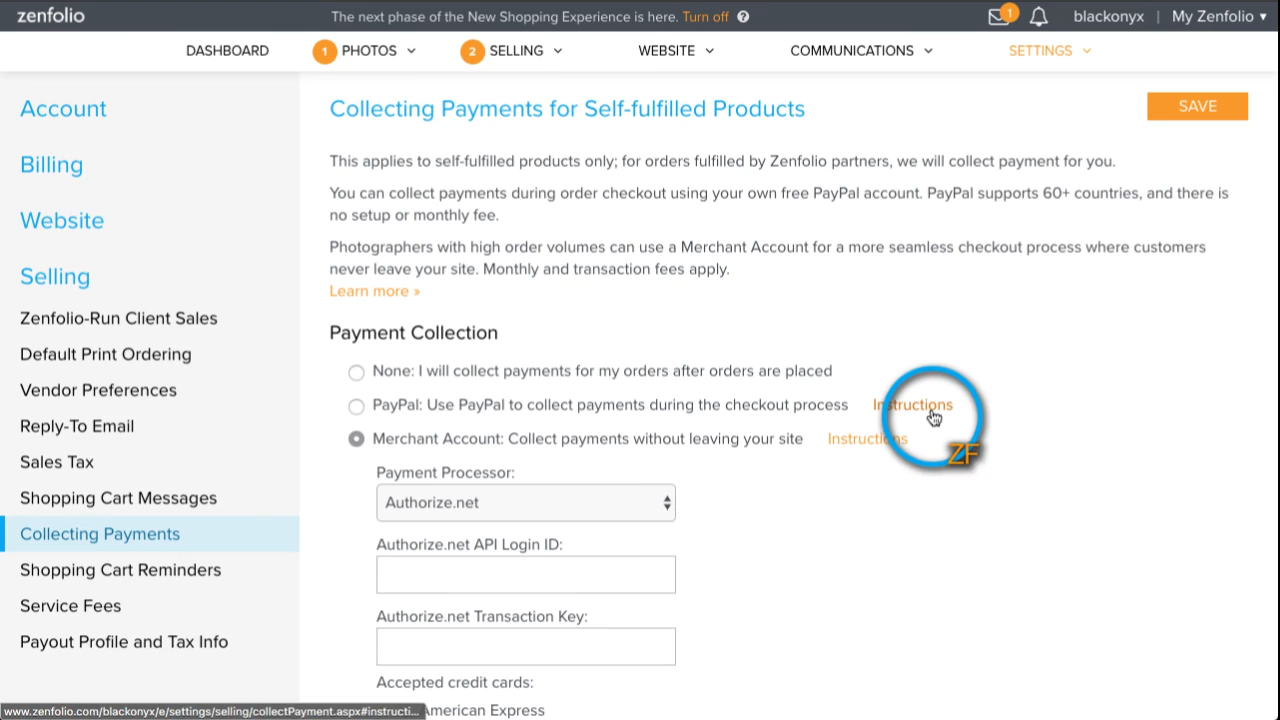 zenfolio
The next phase of the New Shopping Experience is here. Turn off ?
1
blackonyx | My Zenfolio ▾
DASHBOARD
1 PHOTOS
2 SELLING
WEBSITE
COMMUNICATIONS
SETTINGS
Account
Billing
Website
Selling
Zenfolio-Run Client Sales
Default Print Ordering
Vendor Preferences
Reply-To Email
Sales Tax
Shopping Cart Messages
Collecting Payments
Shopping Cart Reminders
Service Fees
Payout Profile and Tax Info
Collecting Payments for Self-fulfilled Products
SAVE
This applies to self-fulfilled products only; for orders fulfilled by Zenfolio partners, we will collect payment for you.
You can collect payments during order checkout using your own free PayPal account. PayPal supports 60+ countries, and there is
no setup or monthly fee.
Photographers with high order volumes can use a Merchant Account for a more seamless checkout process where customers
never leave your site. Monthly and transaction fees apply.
Learn more »
Payment Collection
None: I will collect payments for my orders after orders are placed
PayPal: Use PayPal to collect payments during the checkout process Instructions
Merchant Account: Collect payments without leaving your site Instructions
ZF
Payment Processor:
Authorize.net
Authorize.net API Login ID:
Authorize.net Transaction Key:
Accepted credit cards:
American Express
www.zenfolio.com/blackonyx/e/settings/selling/collectPayment.aspx#instructi...